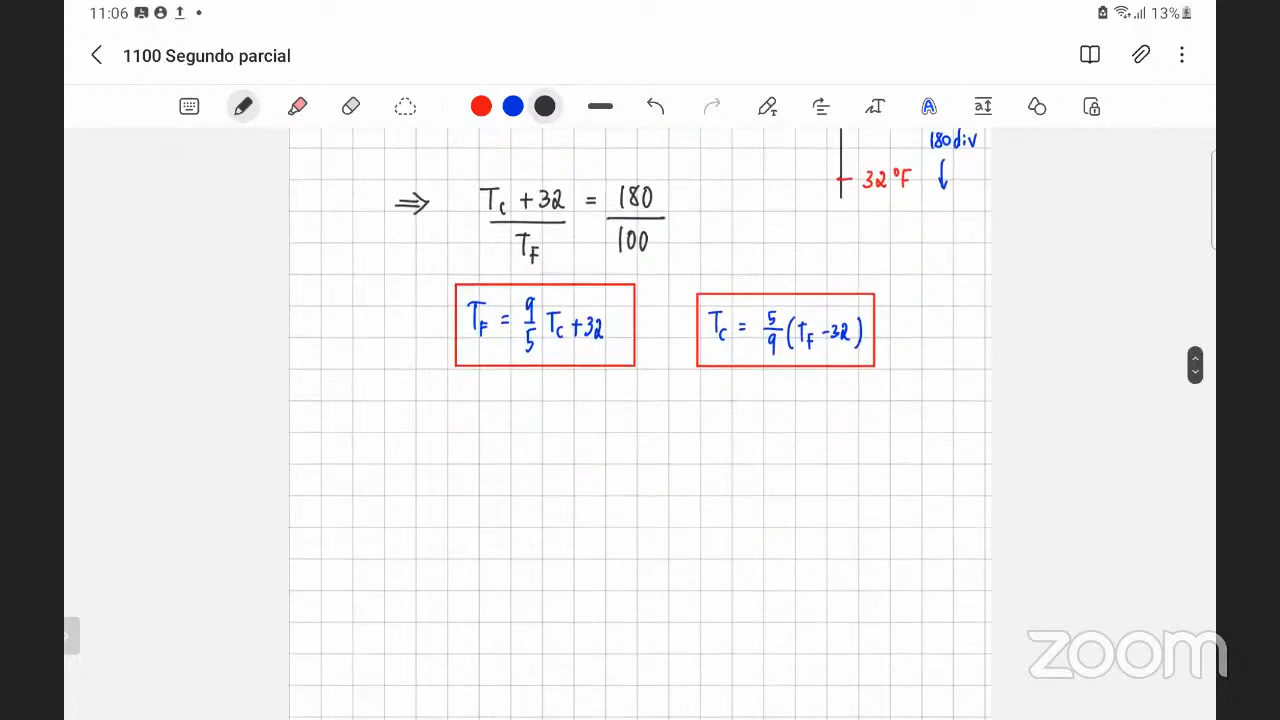 11:06 13%
1100 Segundo parcial
180 div
32 °F
⇒ (T_C + 32) / T_F = 180 / 100
T_F = 9/5 T_C + 32
T_C = 5/9 (T_F - 32)
zoom